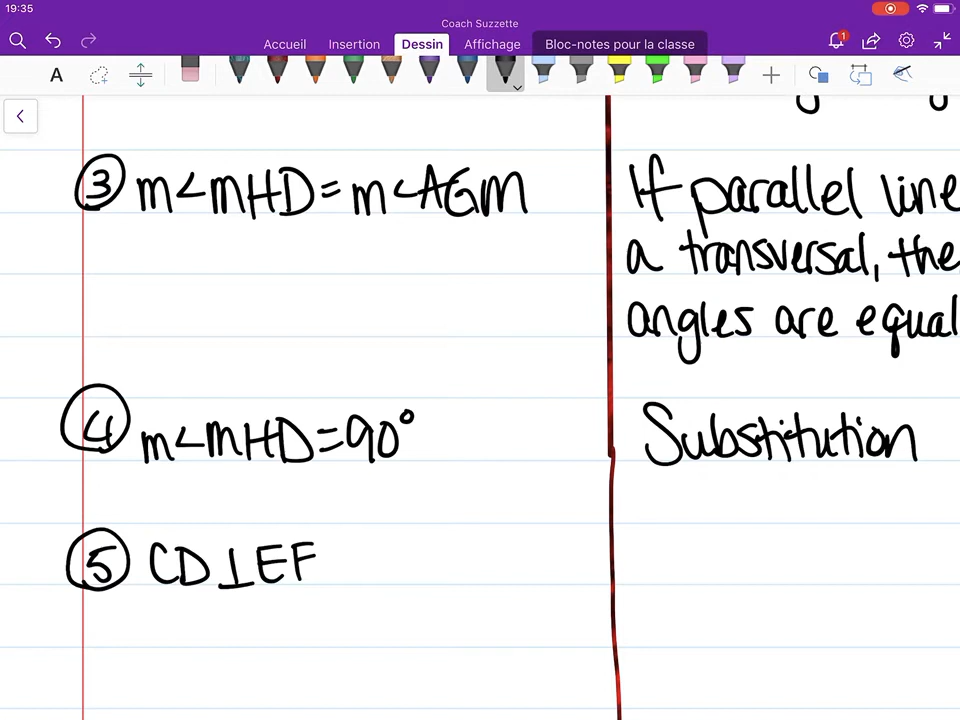 19:35
Coach Suzzette
Accueil Insertion Dessin Affichage Bloc-notes pour la classe
1
A
③ m<MHD = m<AGM
If parallel line
a transversal, the
angles are equal
④ m<MHD = 90°
Substitution
⑤ CD⊥EF